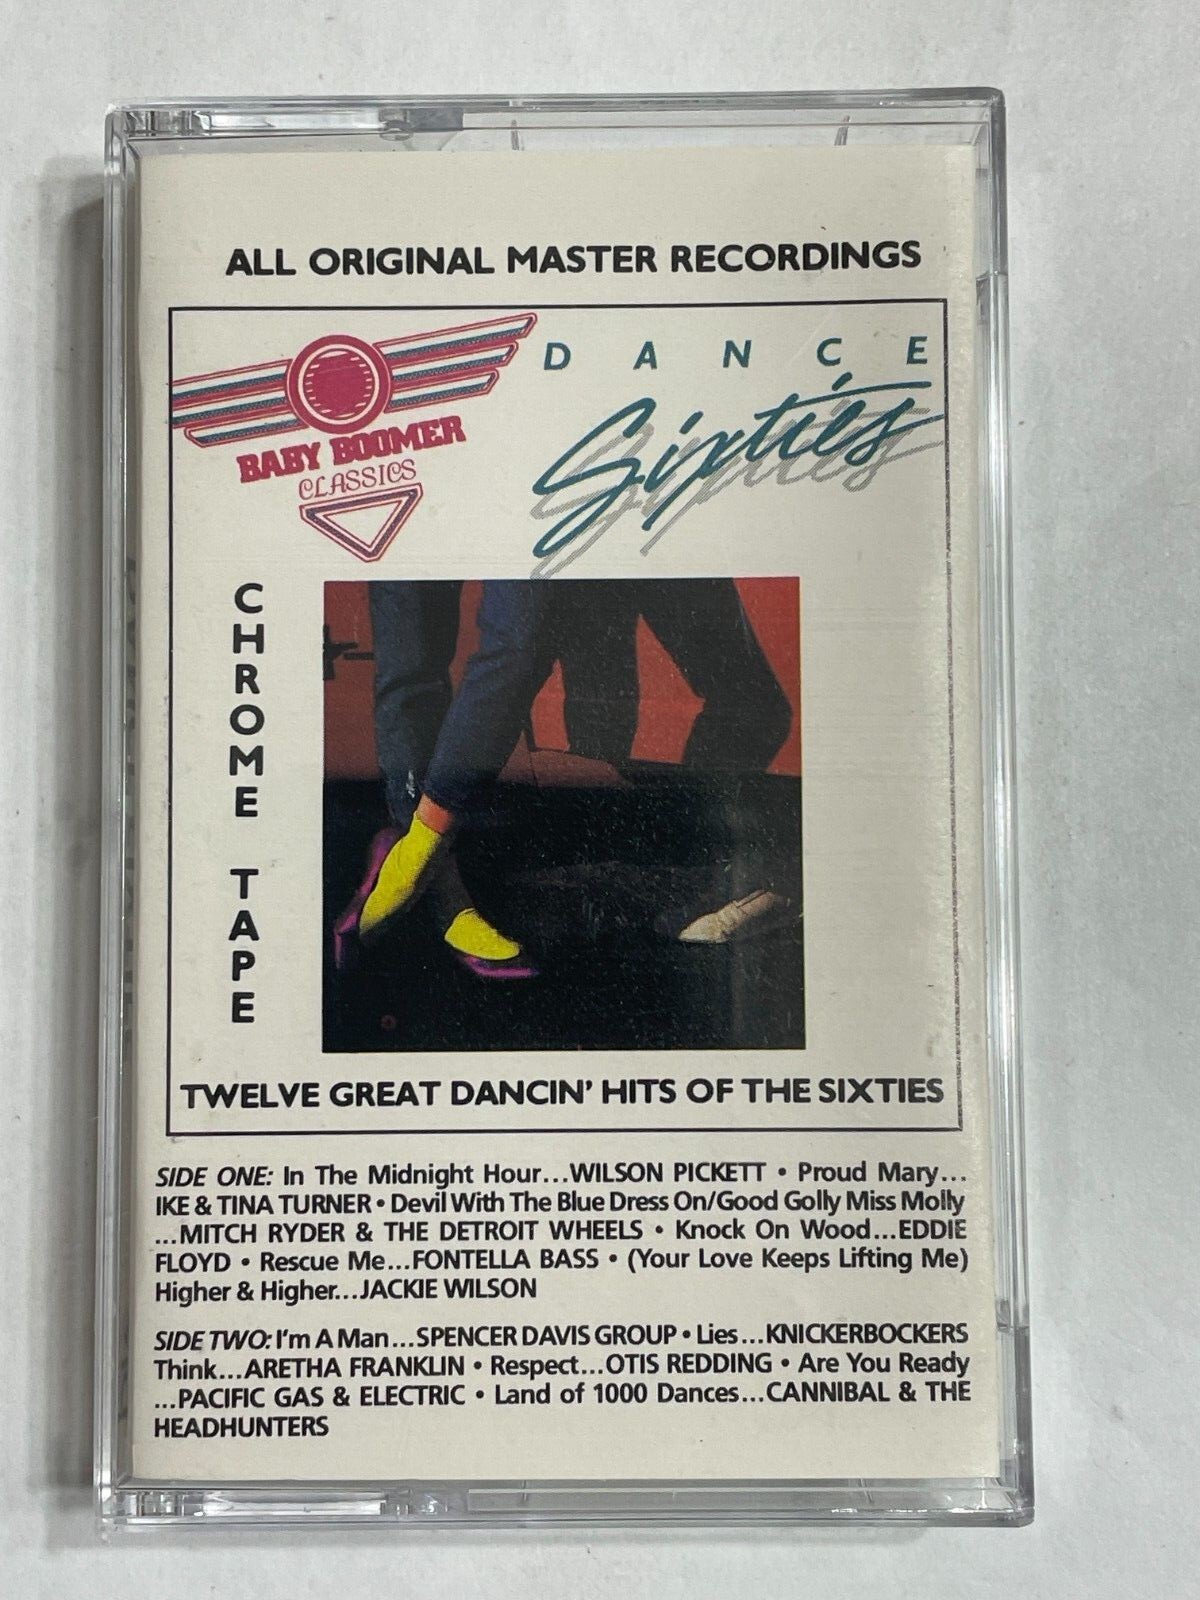 ALL ORIGINAL MASTER RECORDINGS
BABY BOOMER
CLASSICS
DANCE
Sixties
CHROME TAPE
TWELVE GREAT DANCIN' HITS OF THE SIXTIES
SIDE ONE: In The Midnight Hour...WILSON PICKETT • Proud Mary...
IKE & TINA TURNER • Devil With The Blue Dress On/Good Golly Miss Molly
...MITCH RYDER & THE DETROIT WHEELS • Knock On Wood...EDDIE
FLOYD • Rescue Me...FONTELLA BASS • (Your Love Keeps Lifting Me)
Higher & Higher...JACKIE WILSON
SIDE TWO: I'm A Man...SPENCER DAVIS GROUP • Lies...KNICKERBOCKERS
Think...ARETHA FRANKLIN • Respect...OTIS REDDING • Are You Ready
...PACIFIC GAS & ELECTRIC • Land of 1000 Dances...CANNIBAL & THE
HEADHUNTERS